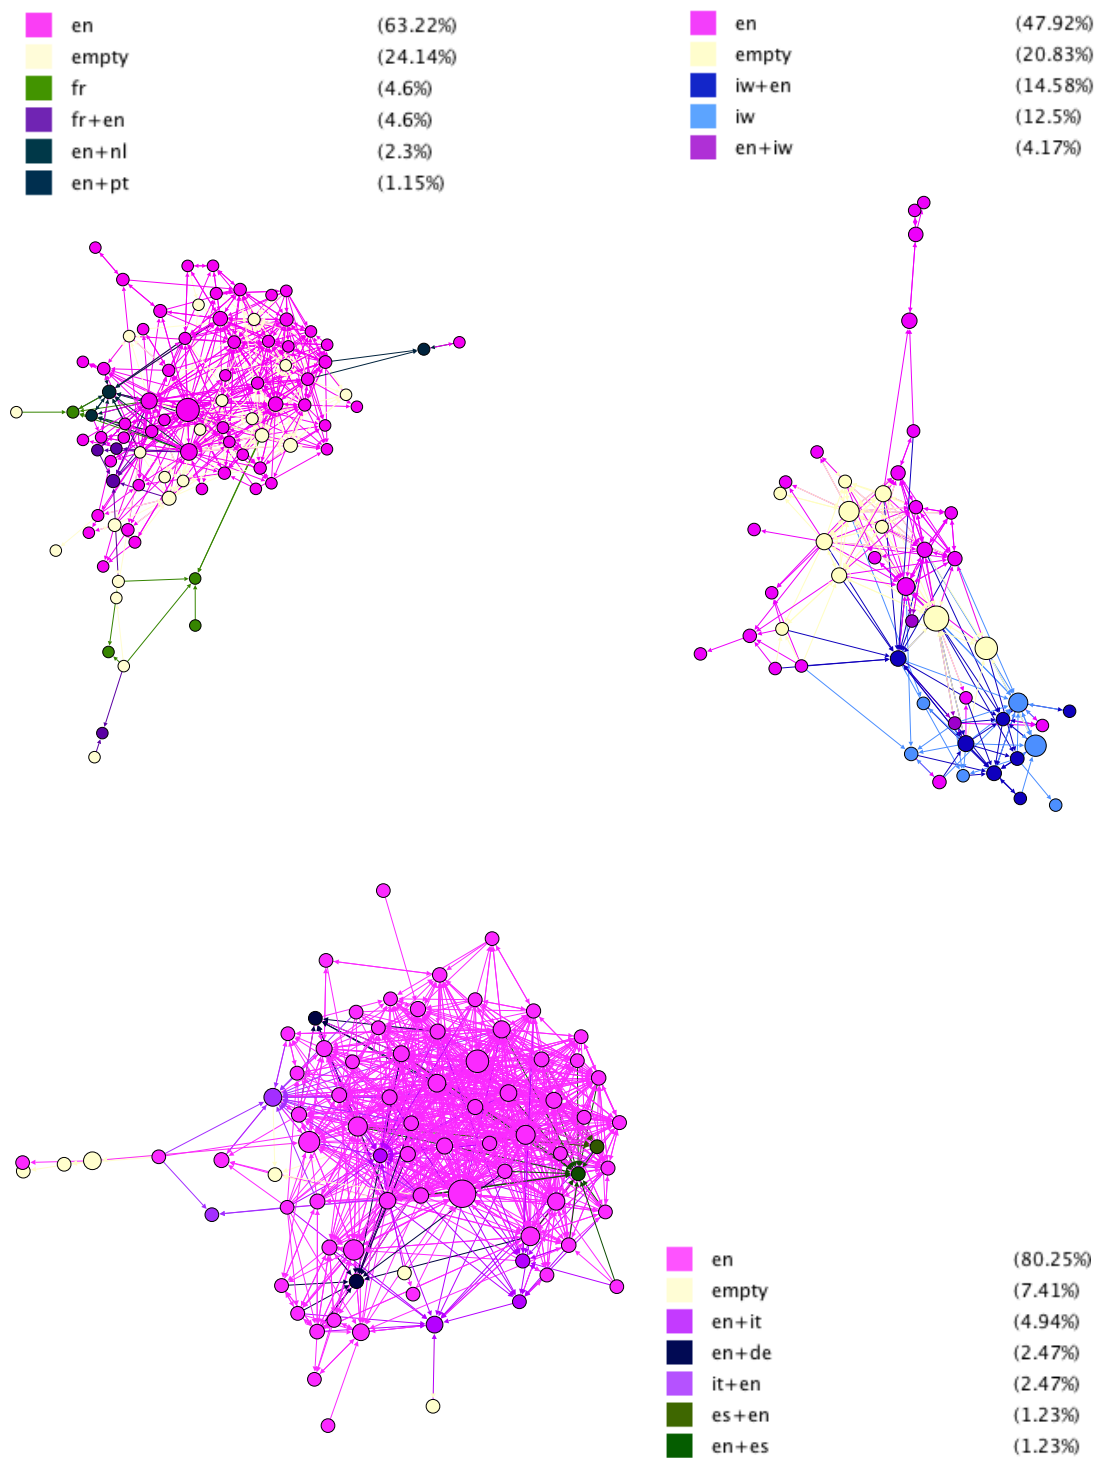 en (63.22%)
empty (24.14%)
fr (4.6%)
fr+en (4.6%)
en+nl (2.3%)
en+pt (1.15%)
en (47.92%)
empty (20.83%)
iw+en (14.58%)
iw (12.5%)
en+iw (4.17%)
en (80.25%)
empty (7.41%)
en+it (4.94%)
en+de (2.47%)
it+en (2.47%)
es+en (1.23%)
en+es (1.23%)